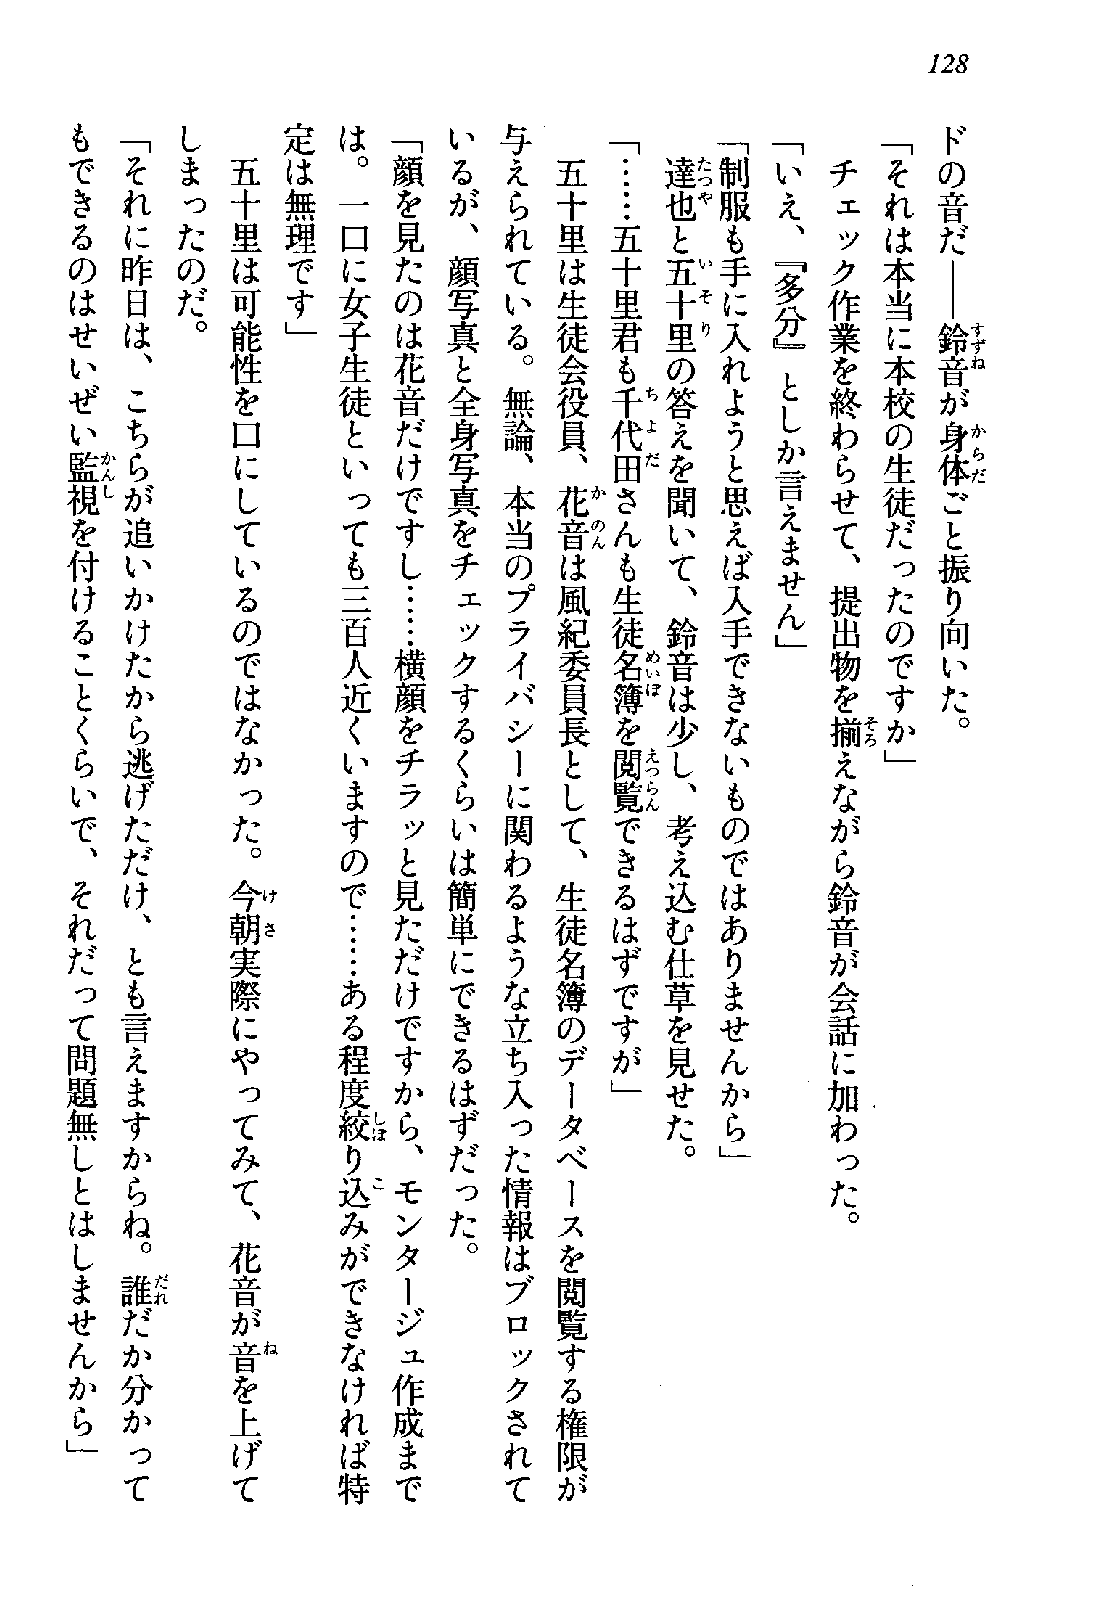 128
ドの音だ――鈴音が身体ごと振り向いた。
「それは本当に本校の生徒だったのですか」
チェック作業を終わらせて、提出物を揃えながら鈴音が会話に加わった。
「いえ、『多分』としか言えません」
「制服も手に入れようと思えば入手できないものではありませんから」
達也と五十里の答えを聞いて、鈴音は少し、考え込む仕草を見せた。
「……五十里君も千代田さんも生徒名簿を閲覧できるはずですが」
五十里は生徒会役員、花音は風紀委員長として、生徒名簿のデータベースを閲覧する権限が
与えられている。無論、本当のプライバシーに関わるような立ち入った情報はブロックされて
いるが、顔写真と全身写真をチェックするくらいは簡単にできるはずだった。
「顔を見たのは花音だけですし……横顔をチラッと見ただけですから、モンタージュ作成まで
は。一口に女子生徒といっても三百人近くいますので……ある程度絞り込みができなければ特
定は無理です」
五十里は可能性を口にしているのではなかった。今朝実際にやってみて、花音が音を上げて
しまったのだ。
「それに昨日は、こちらが追いかけたから逃げただけ、とも言えますからね。誰だか分かって
もできるのはせいぜい監視を付けることくらいで、それだって問題無しとはしませんから」